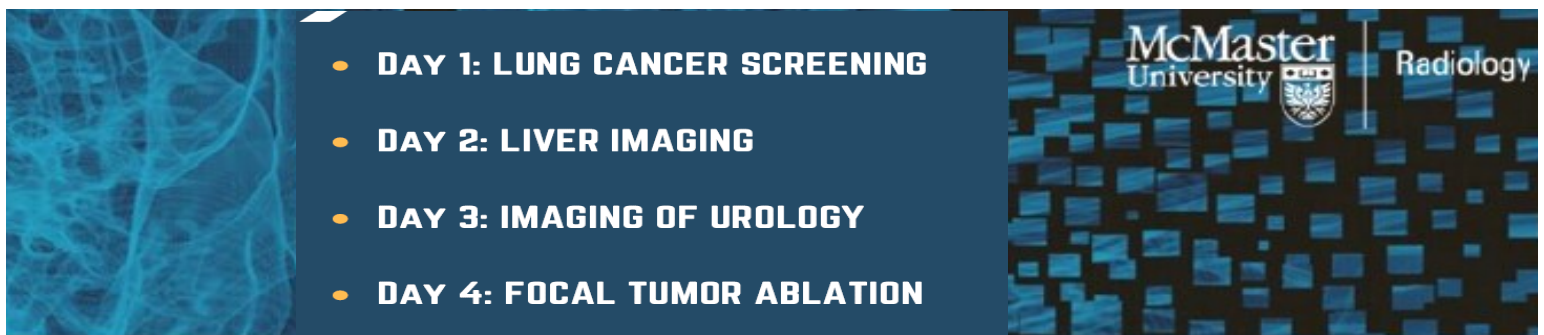 DAY 1: LUNG CANCER SCREENING
DAY 2: LIVER IMAGING
DAY 3: IMAGING OF UROLOGY
DAY 4: FOCAL TUMOR ABLATION
McMaster
University
Radiology